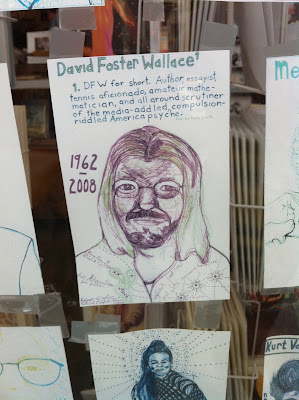 David Foster Wallace¹
1. DFW for short. Author, essayist,
tennis aficionado, amateur mathe-
matician, and all around scrutiner
of the media-addled, compulsion-
riddled America psyche.
1962
—
2008
Me
Kurt Vo